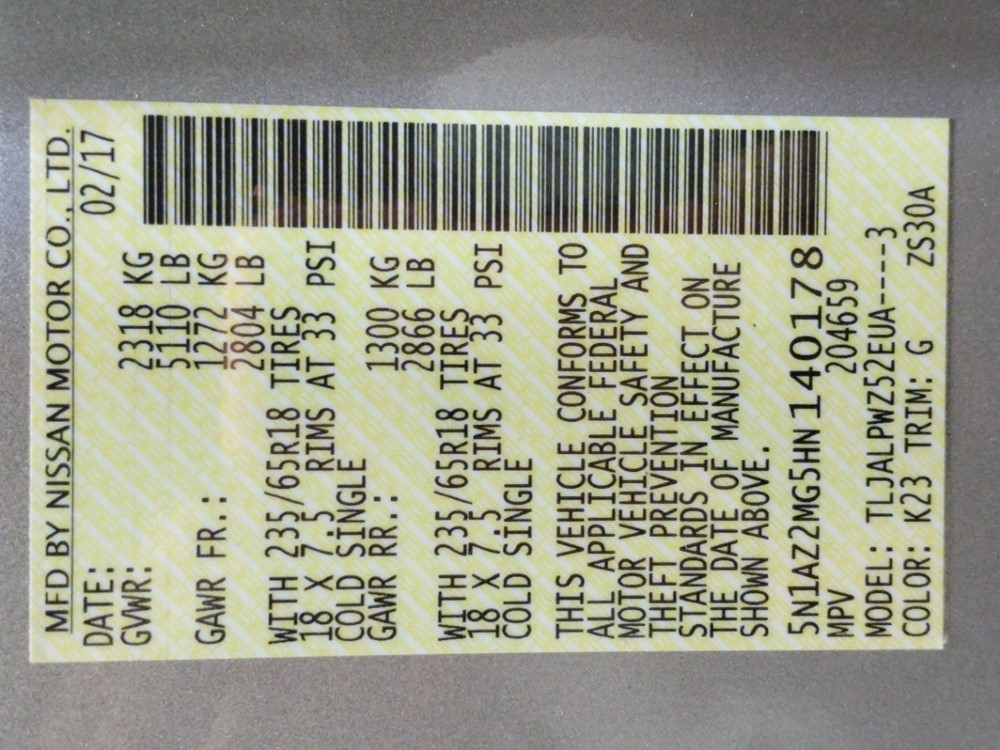 MFD BY NISSAN MOTOR CO., LTD.
DATE: 02/17
GVWR: 2318 KG
5110 LB
GAWR FR.: 1272 KG
2804 LB
WITH 235/65R18 TIRES
18 X 7.5 RIMS AT 33 PSI
COLD SINGLE
GAWR RR.: 1300 KG
2866 LB
WITH 235/65R18 TIRES
18 X 7.5 RIMS AT 33 PSI
COLD SINGLE
THIS VEHICLE CONFORMS TO
ALL APPLICABLE FEDERAL
MOTOR VEHICLE SAFETY AND
THEFT PREVENTION
STANDARDS IN EFFECT ON
THE DATE OF MANUFACTURE
SHOWN ABOVE.
5N1AZ2MG5HN140178
MPV 204659
MODEL: TLJALPWZ52EUA----3
COLOR: K23 TRIM: G ZS30A